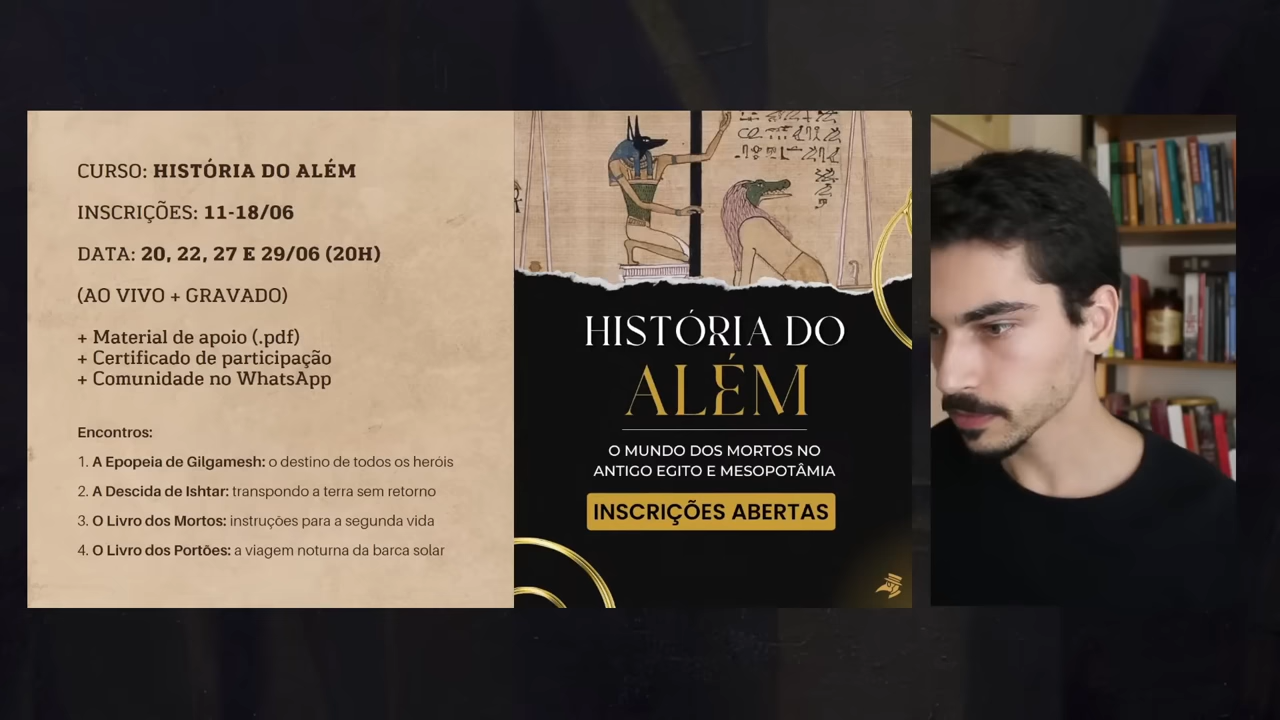 CURSO: HISTÓRIA DO ALÉM
INSCRIÇÕES: 11-18/06
DATA: 20, 22, 27 E 29/06 (20H)
(AO VIVO + GRAVADO)
+ Material de apoio (.pdf)
+ Certificado de participação
+ Comunidade no WhatsApp
Encontros:
1. A Epopeia de Gilgamesh: o destino de todos os heróis
2. A Descida de Ishtar: transpondo a terra sem retorno
3. O Livro dos Mortos: instruções para a segunda vida
4. O Livro dos Portões: a viagem noturna da barca solar
HISTÓRIA DO
ALÉM
O MUNDO DOS MORTOS NO
ANTIGO EGITO E MESOPOTÂMIA
INSCRIÇÕES ABERTAS